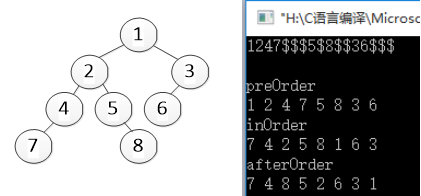 1
2 3
4 5 6
7 8
"H:\C语言编译\Microso
1247$$$5$8$$36$$$
preOrder
1 2 4 7 5 8 3 6
inOrder
7 4 2 5 8 1 6 3
afterOrder
7 4 8 5 2 6 3 1